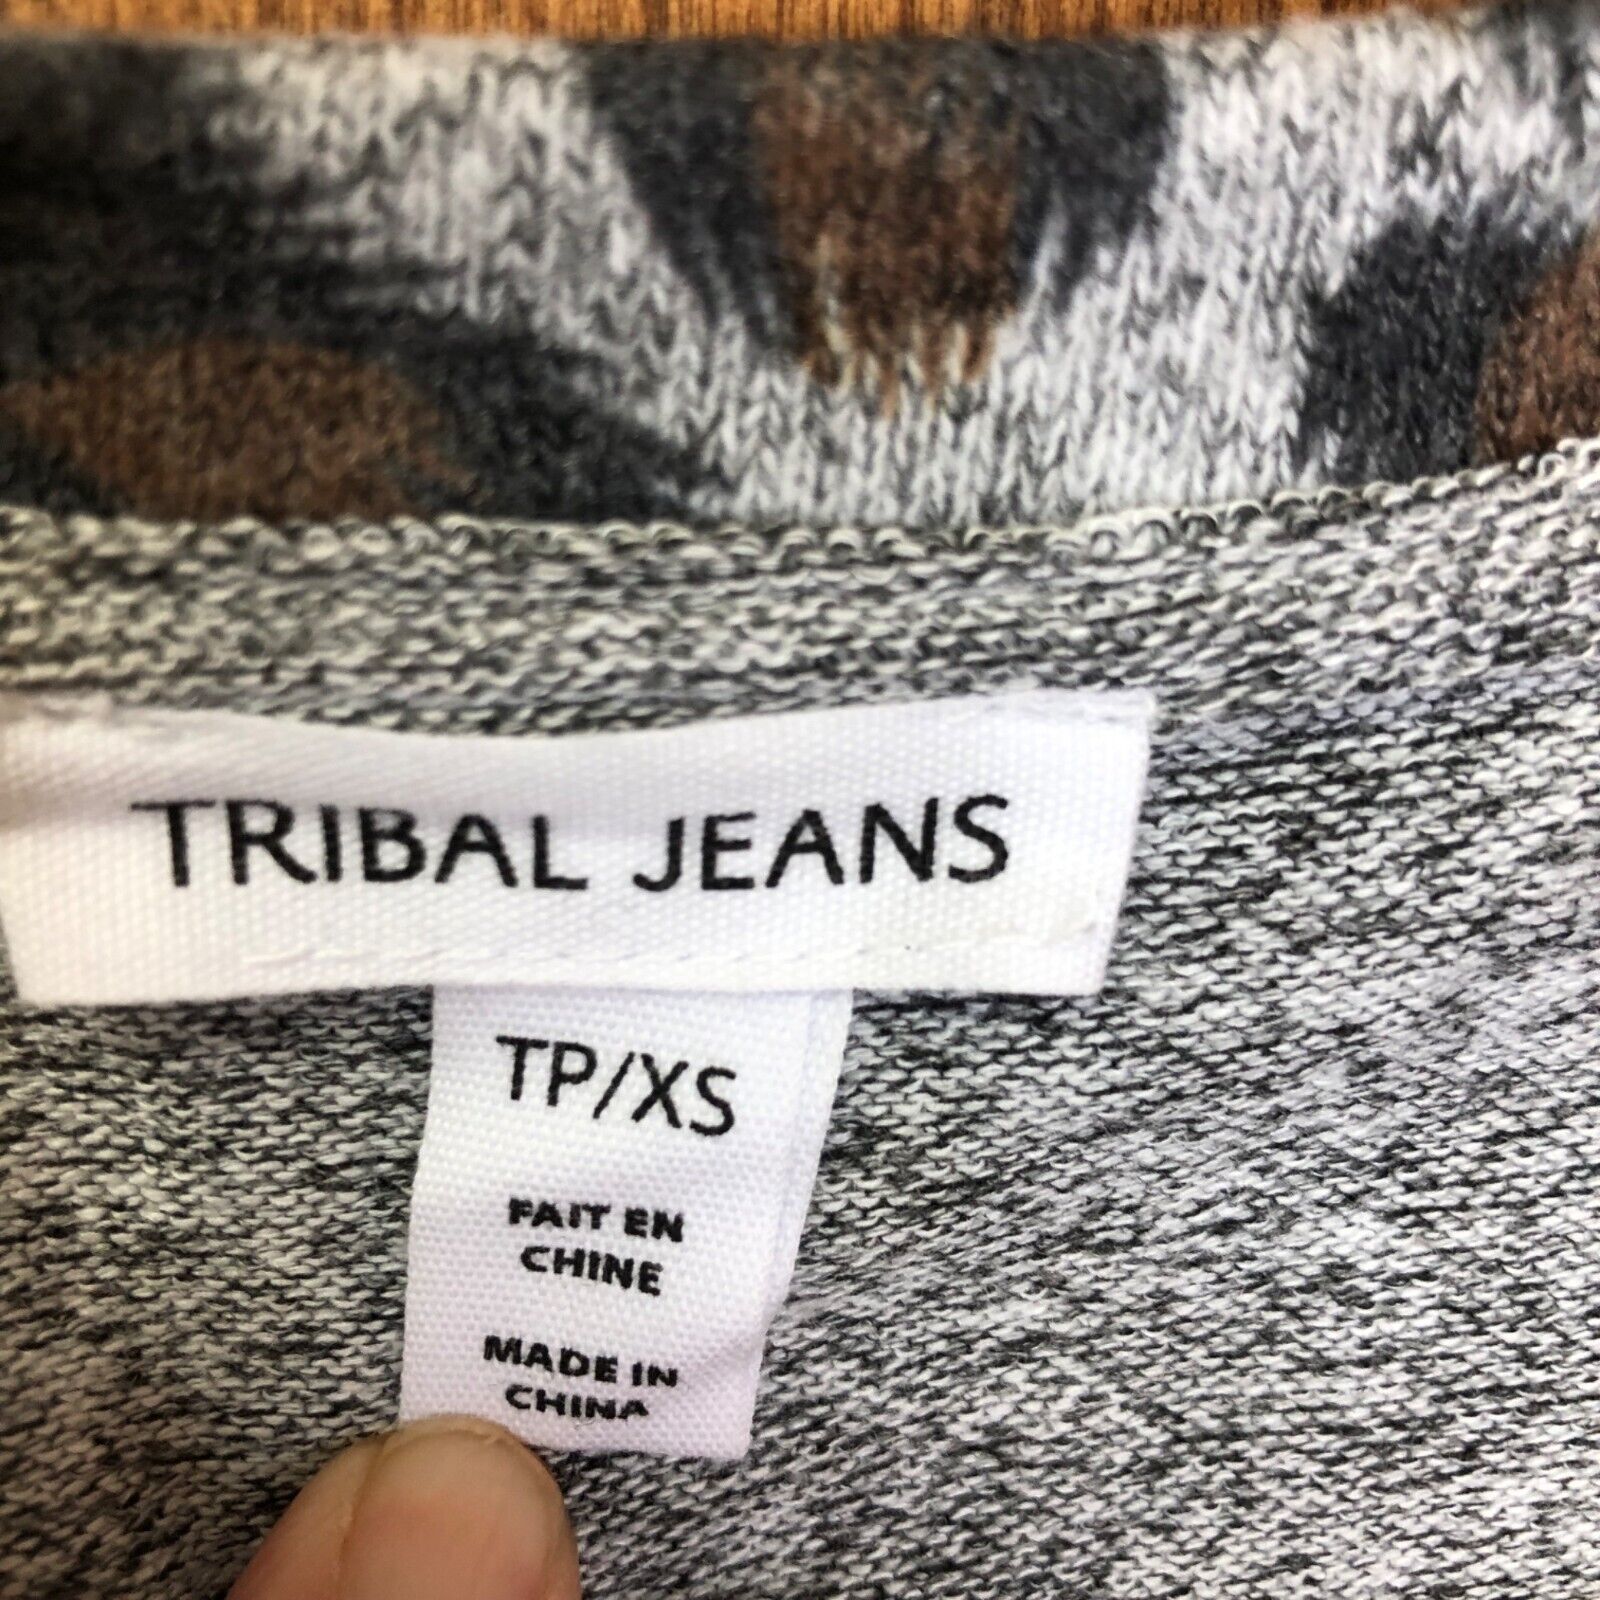 TRIBAL JEANS
TP/XS
FAIT EN
CHINE
MADE IN
CHINA